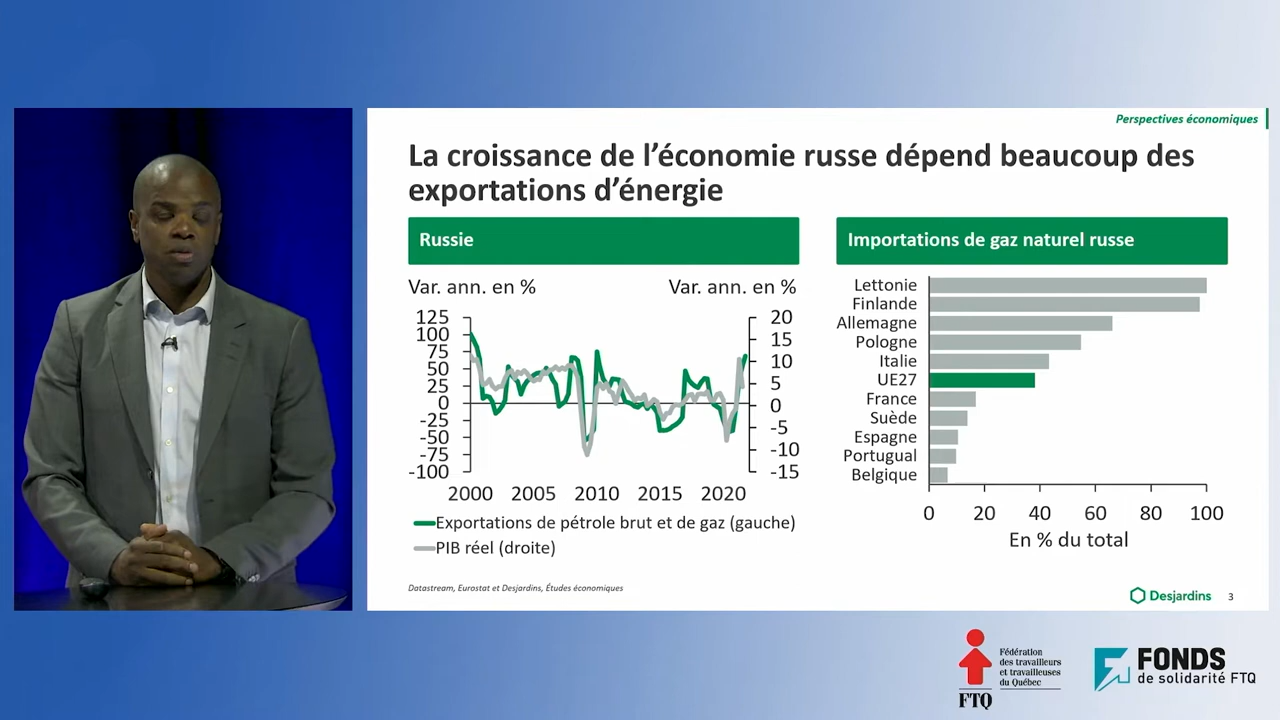 Perspectives économiques
La croissance de l’économie russe dépend beaucoup des
exportations d’énergie
Russie
Var. ann. en %
Var. ann. en %
125
100
75
50
25
0
-25
-50
-75
-100
20
15
10
5
0
-5
-10
-15
2000 2005 2010 2015 2020
Exportations de pétrole brut et de gaz (gauche)
PIB réel (droite)
Importations de gaz naturel russe
Lettonie
Finlande
Allemagne
Pologne
Italie
UE27
France
Suède
Espagne
Portugual
Belgique
0 20 40 60 80 100
En % du total
Datastream, Eurostat et Desjardins, Études économiques
Desjardins 3
FTQ
Fédération
des travailleurs
et travailleuses
du Québec
FONDS
de solidarité FTQ